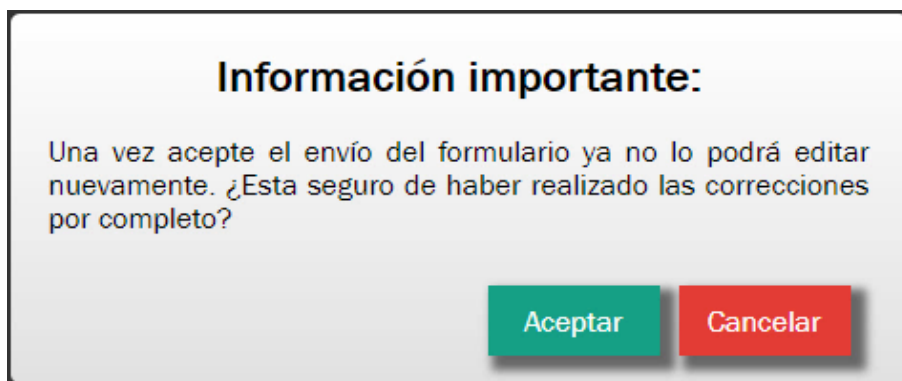 Información importante:
Una vez acepte el envío del formulario ya no lo podrá editar
nuevamente. ¿Esta seguro de haber realizado las correcciones
por completo?
Aceptar
Cancelar